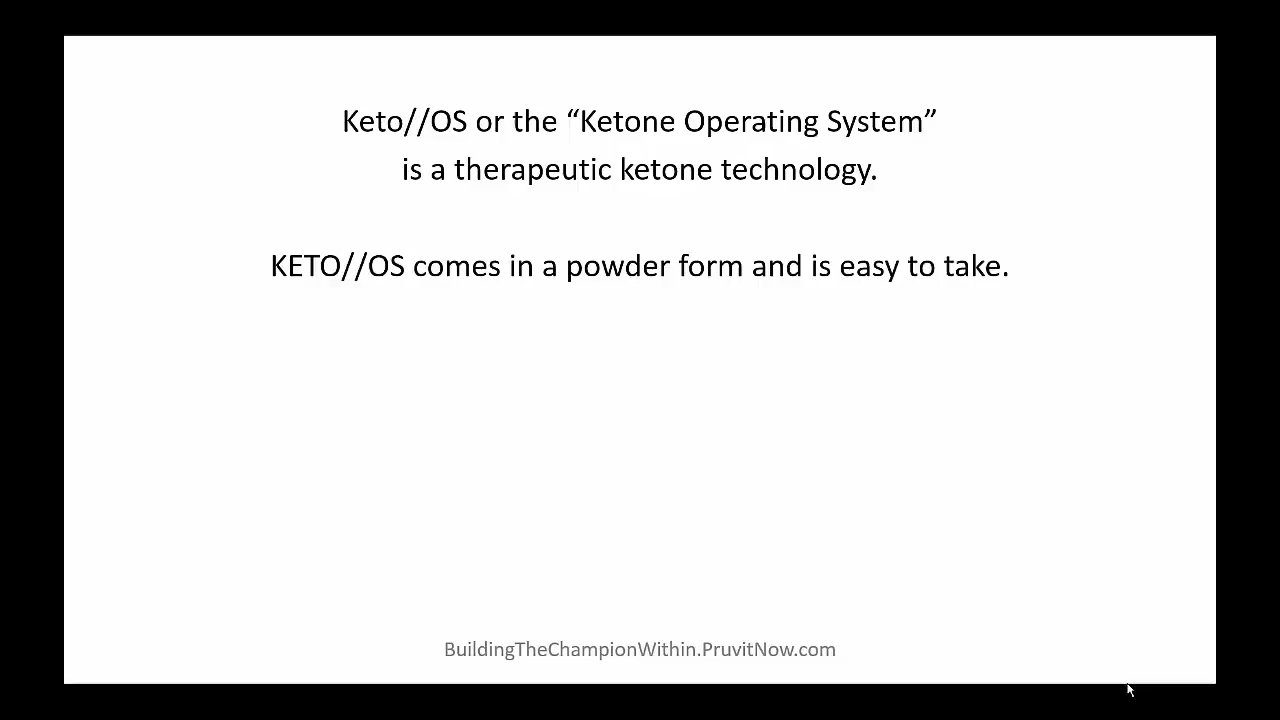 Keto//OS or the “Ketone Operating System”
is a therapeutic ketone technology.
KETO//OS comes in a powder form and is easy to take.
BuildingTheChampionWithin.PruvitNow.com